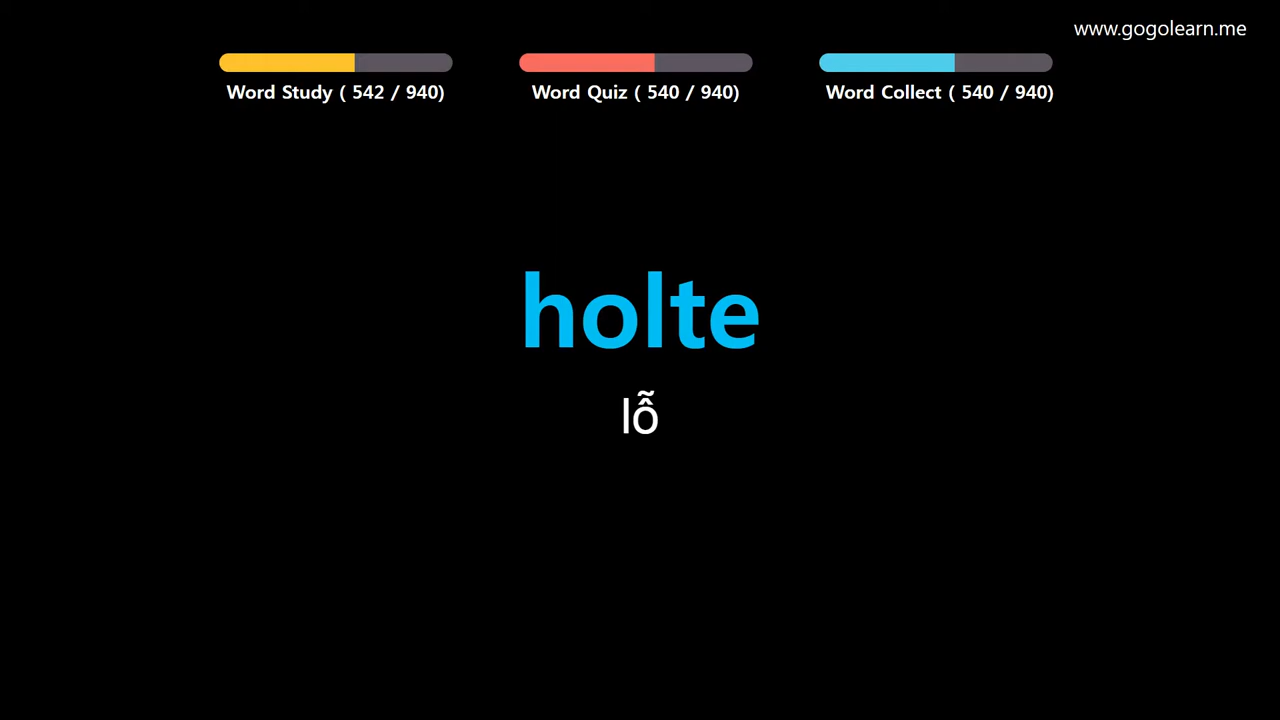 www.gogolearn.me
Word Study ( 542 / 940)
Word Quiz ( 540 / 940)
Word Collect ( 540 / 940)
holte
lỗ